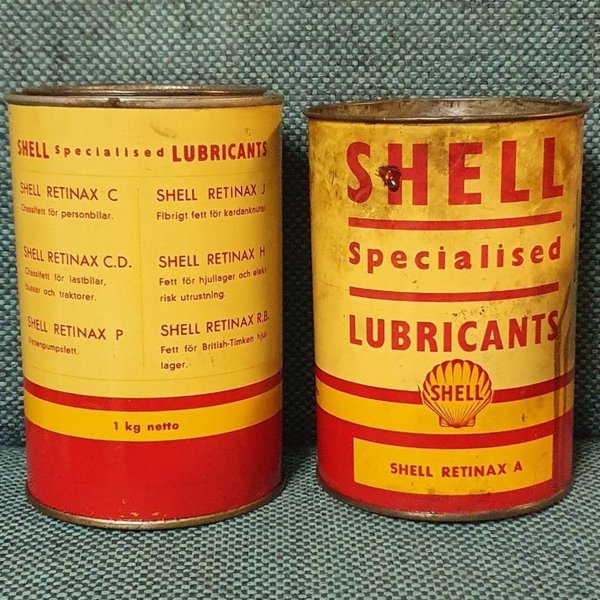 SHELL Specialised LUBRICANTS
SHELL RETINAX C
Chassifett för personbilar.
SHELL RETINAX C.D.
Chassifett för lastbilar,
bussar och traktorer.
SHELL RETINAX P
Vattenpumpsfett.
SHELL RETINAX J
Fibrigt fett för kardanknutar.
SHELL RETINAX H
Fett för hjullager och elekt
risk utrustning.
SHELL RETINAX R.B.
Fett för British-Timken hjul
lager.
1 kg netto
SHELL
Specialised
LUBRICANTS
SHELL
SHELL RETINAX A